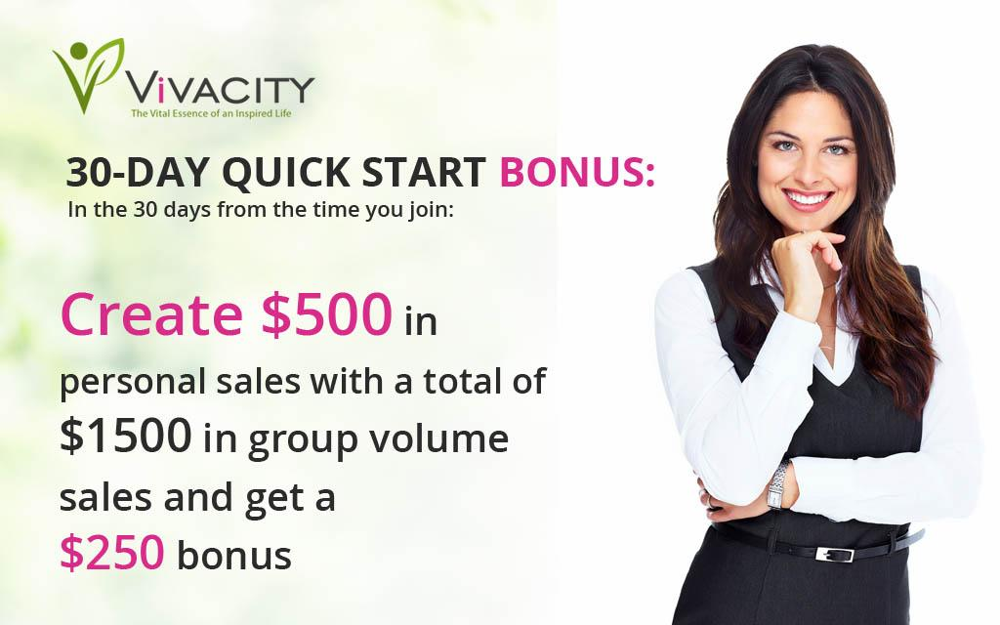 ViVACITY
The Vital Essence of an Inspired Life
30-DAY QUICK START BONUS:
In the 30 days from the time you join:
Create $500 in
personal sales with a total of
$1500 in group volume
sales and get a
$250 bonus